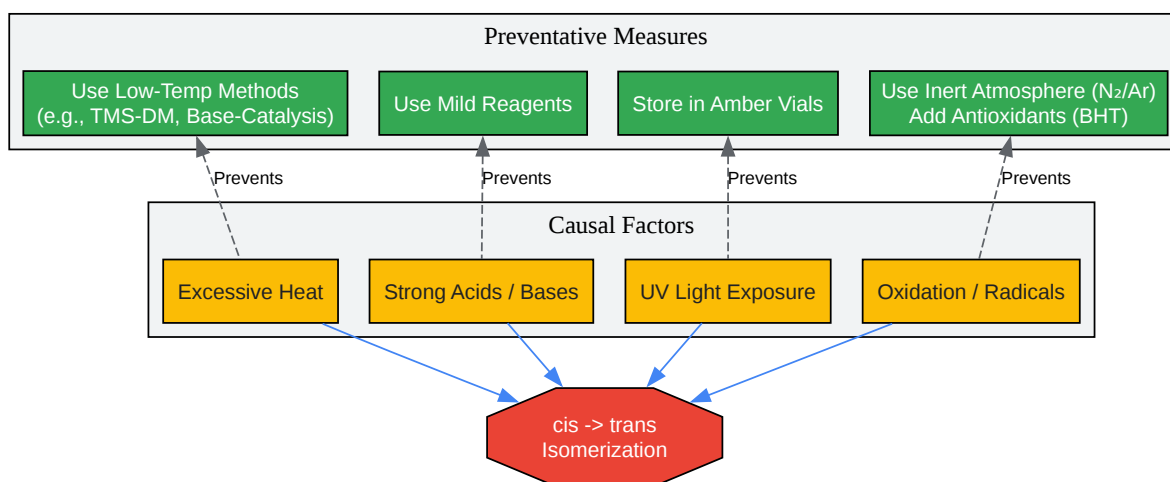 Preventative Measures
Use Low-Temp Methods
(e.g., TMS-DM, Base-Catalysis)
Use Mild Reagents
Store in Amber Vials
Use Inert Atmosphere (N₂/Ar)
Add Antioxidants (BHT)
Prevents
Prevents
Prevents
Prevents
Causal Factors
Excessive Heat
Strong Acids / Bases
UV Light Exposure
Oxidation / Radicals
cis -> trans
Isomerization